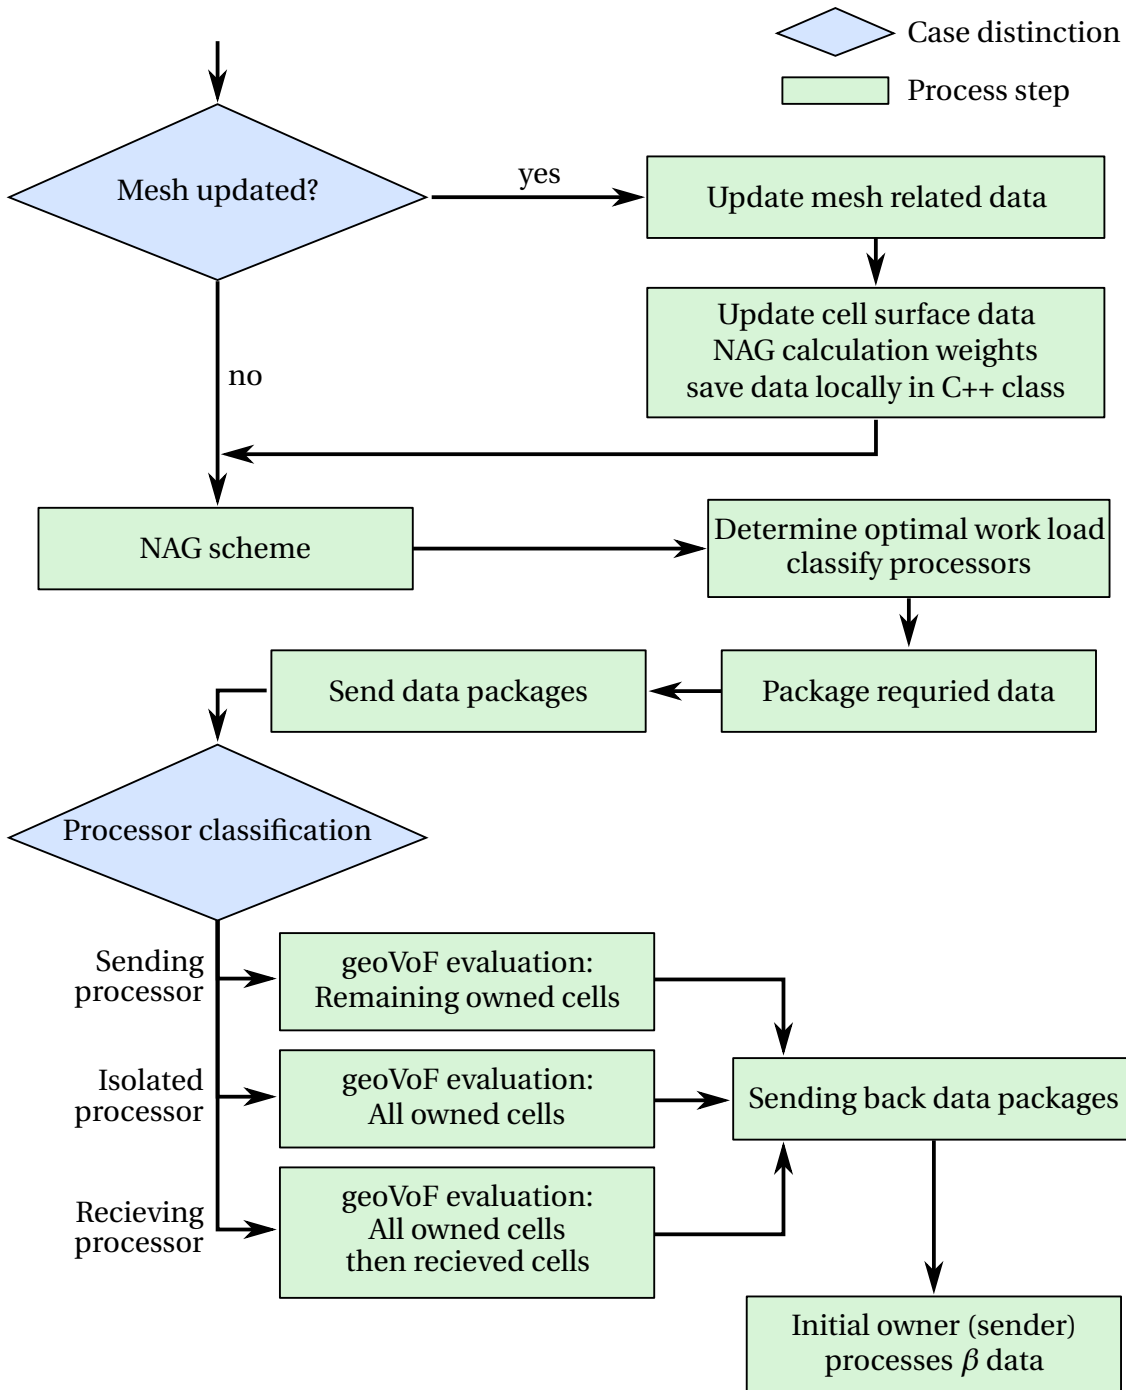 Case distinction
Process step
Mesh updated?
yes
Update mesh related data
Update cell surface data
NAG calculation weights
save data locally in C++ class
no
NAG scheme
Determine optimal work load
classify processors
Send data packages
Package requried data
Processor classification
Sending
processor
geoVoF evaluation:
Remaining owned cells
Isolated
processor
geoVoF evaluation:
All owned cells
Sending back data packages
Recieving
processor
geoVoF evaluation:
All owned cells
then recieved cells
Initial owner (sender)
processes β data